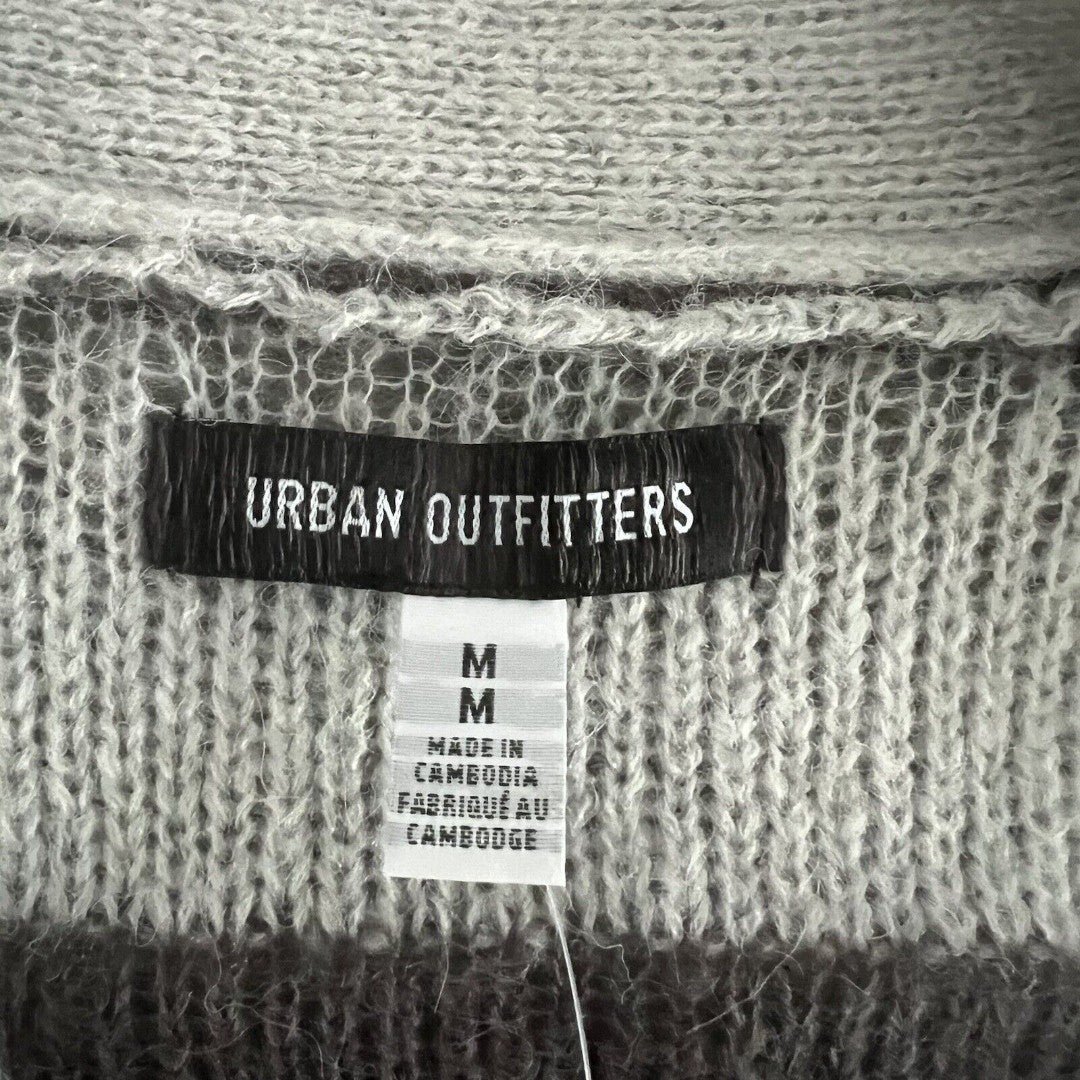 URBAN OUTFITTERS
M
M
MADE IN
CAMBODIA
FABRIQUÉ AU
CAMBODGE